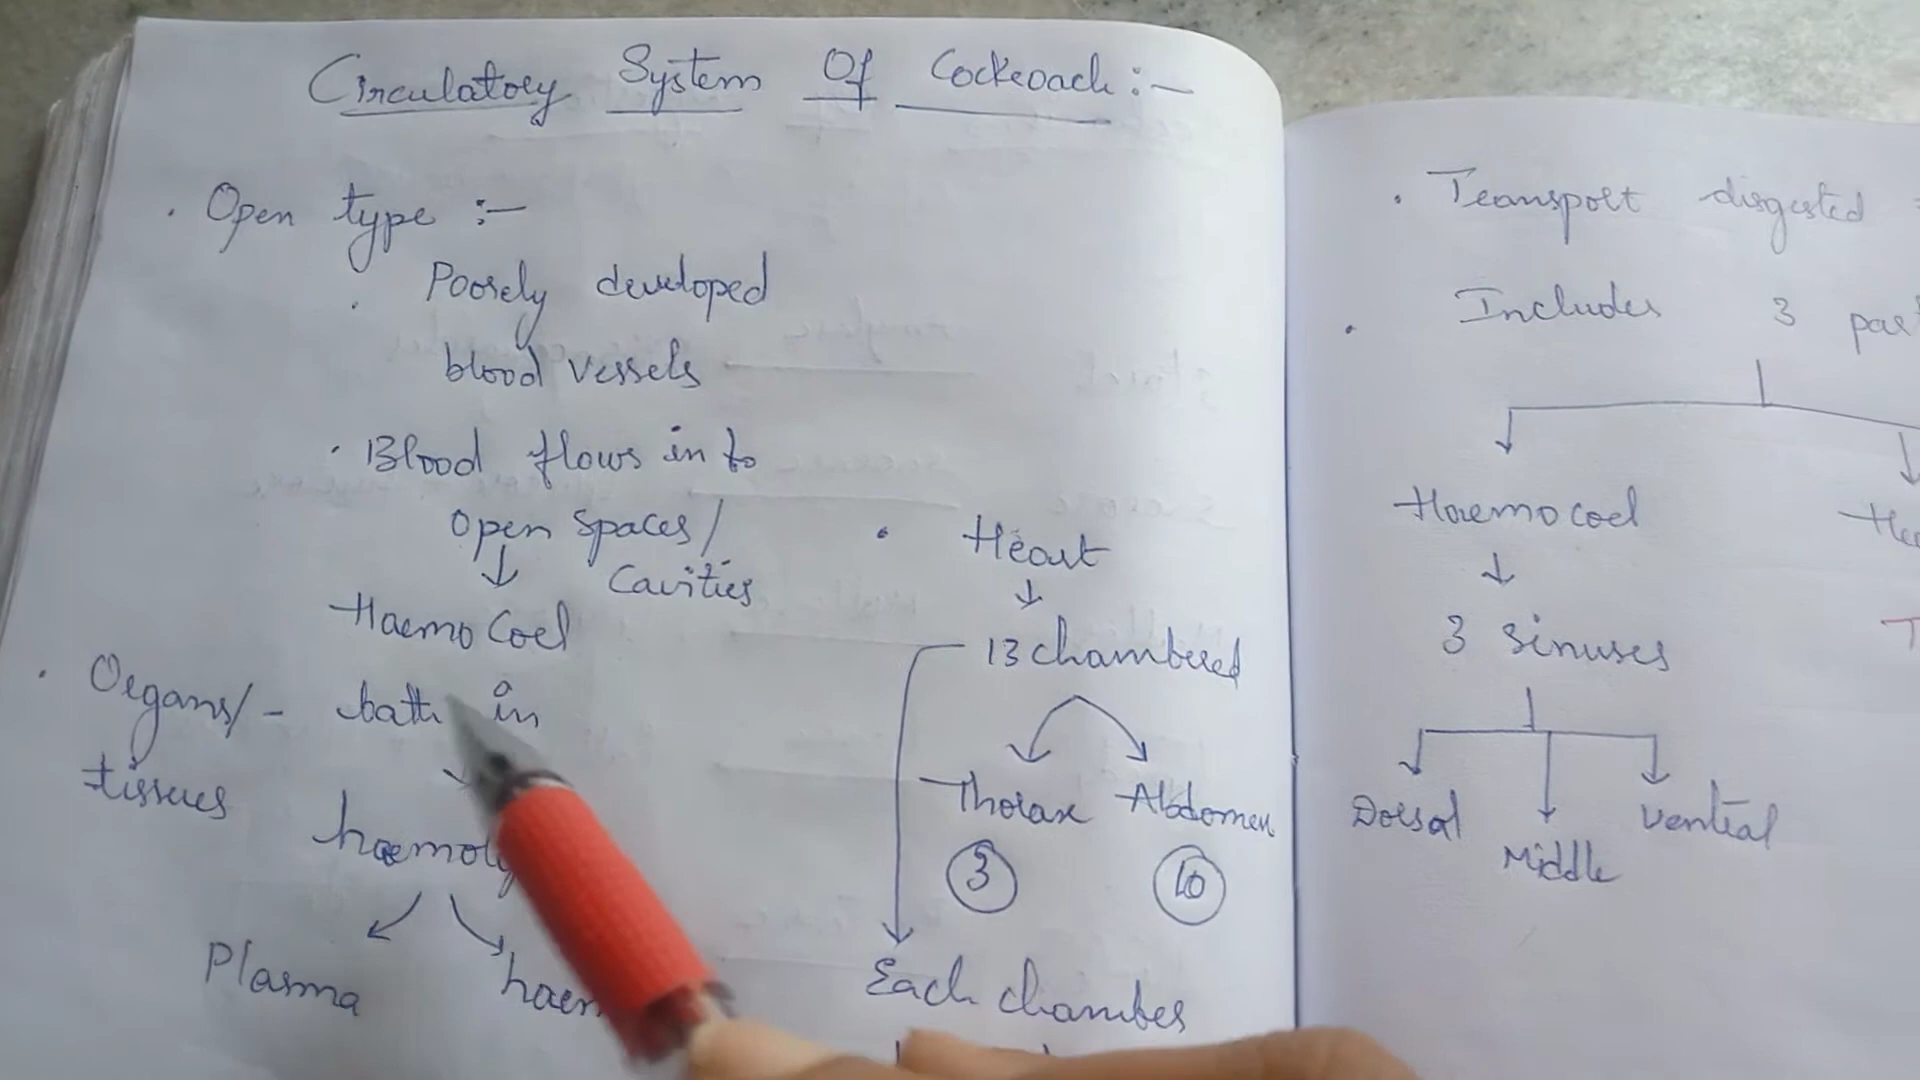 Circulatory System Of Cockroach :-
. Open type :-
. Poorely developed
blood vessels
. Blood flows in to
open spaces/
↓ Cavities
Haemo Coel
. Organs/ - bath in
tissues
Plasma
. Heart
↓
13 chambered
Thorax Abdomen
3 10
Each chamber
. Transport disgested
. Includes 3
Haemocoel
↓
3 Sinuses
Dorsal Middle Ventral